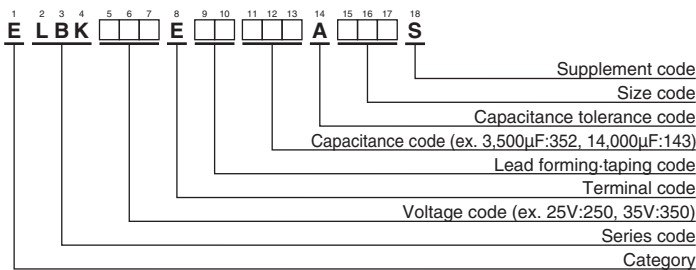 1 2 3 4 5 6 7 8 9 10 11 12 13 14 15 16 17 18
E L B K E A S
Supplement code
Size code
Capacitance tolerance code
Capacitance code (ex. 3,500µF:352, 14,000µF:143)
Lead forming·taping code
Terminal code
Voltage code (ex. 25V:250, 35V:350)
Series code
Category